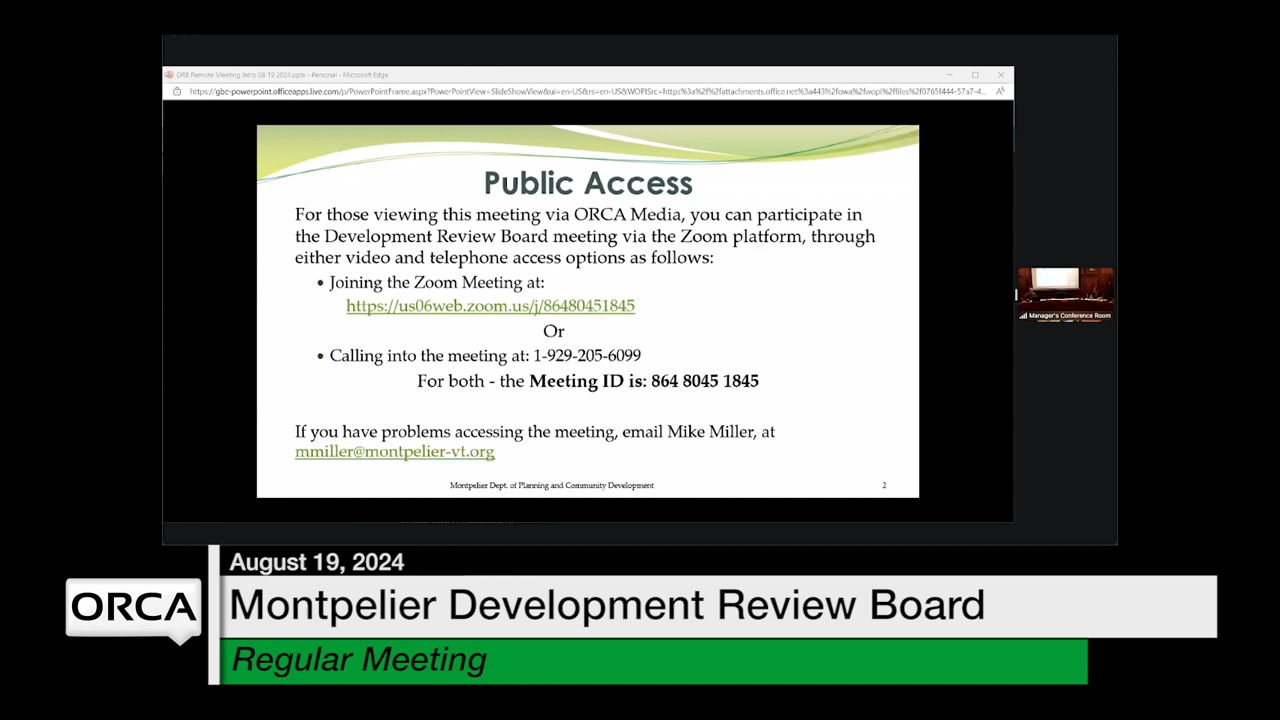 DRB Remote Meeting Intro 08 19 2024.pptx - Personal - Microsoft Edge
https://gbc-powerpoint.officeapps.live.com/p/PowerPointFrame.aspx?PowerPointView=SlideShowView&ui=en-US&rs=en-US&WOPISrc=https%3a%2f%2fattachments.office.net%3a443%2fowa%2fwopi%2ffiles%2f0765f444-57a7-4...
Public Access
For those viewing this meeting via ORCA Media, you can participate in
the Development Review Board meeting via the Zoom platform, through
either video and telephone access options as follows:
• Joining the Zoom Meeting at:
https://us06web.zoom.us/j/86480451845
Or
• Calling into the meeting at: 1-929-205-6099
For both - the Meeting ID is: 864 8045 1845
If you have problems accessing the meeting, email Mike Miller, at
mmiller@montpelier-vt.org
Montpelier Dept. of Planning and Community Development
2
Manager's Conference Room
August 19, 2024
ORCA
Montpelier Development Review Board
Regular Meeting